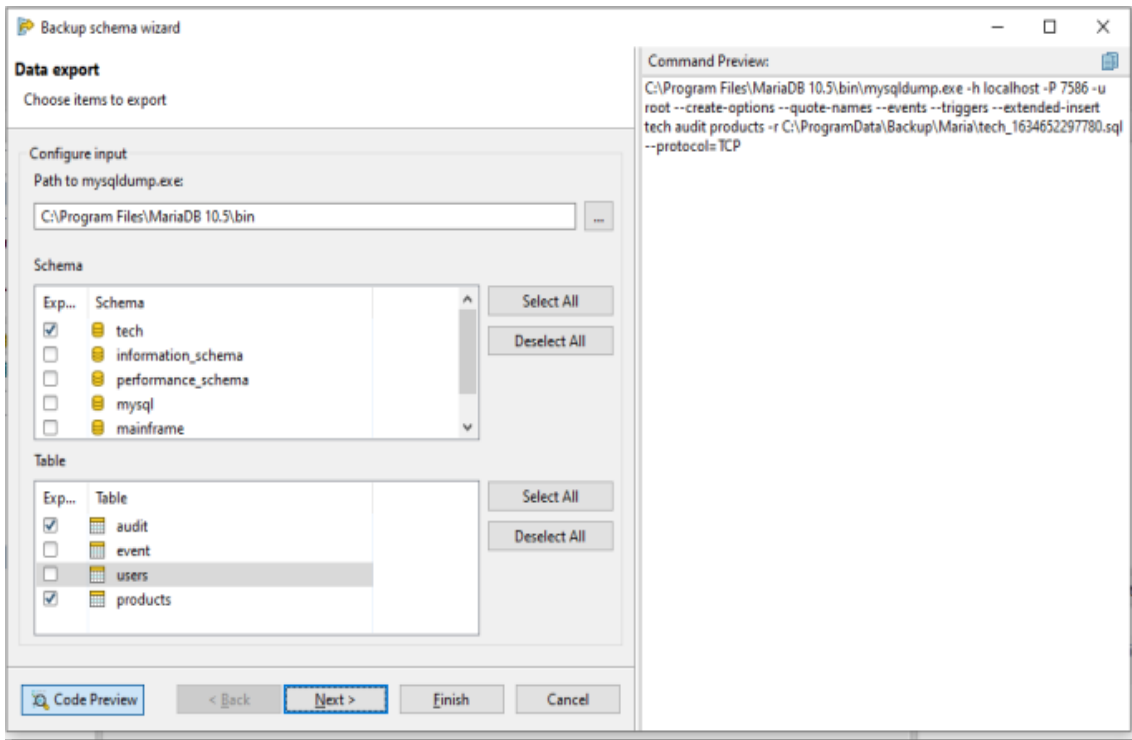 Backup schema wizard
Data export
Choose items to export
Configure input
Path to mysqldump.exe:
C:\Program Files\MariaDB 10.5\bin
...
Schema
Exp... Schema
tech
information_schema
performance_schema
mysql
mainframe
Select All
Deselect All
Table
Exp... Table
audit
event
users
products
Select All
Deselect All
Code Preview
< Back
Next >
Finish
Cancel
Command Preview:
C:\Program Files\MariaDB 10.5\bin\mysqldump.exe -h localhost -P 7586 -u
root --create-options --quote-names --events --triggers --extended-insert
tech audit products -r C:\ProgramData\Backup\Maria\tech_1634652297780.sql
--protocol=TCP